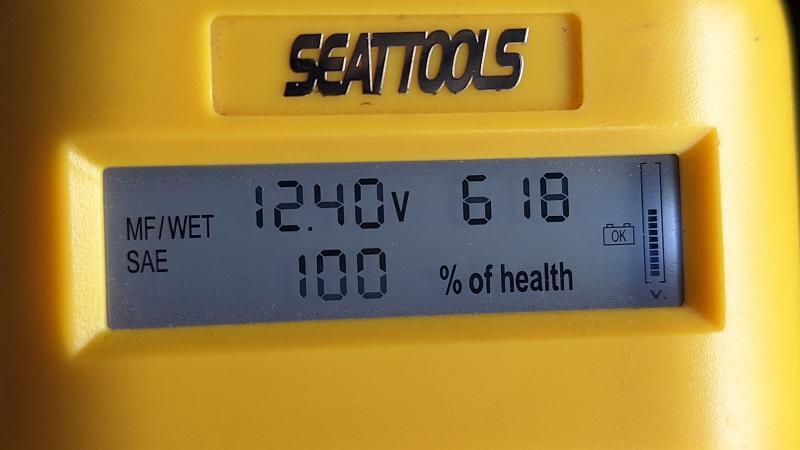 SEATTOOLS
MF/WET 12.40V 618
SAE 100 % of health
OK
V